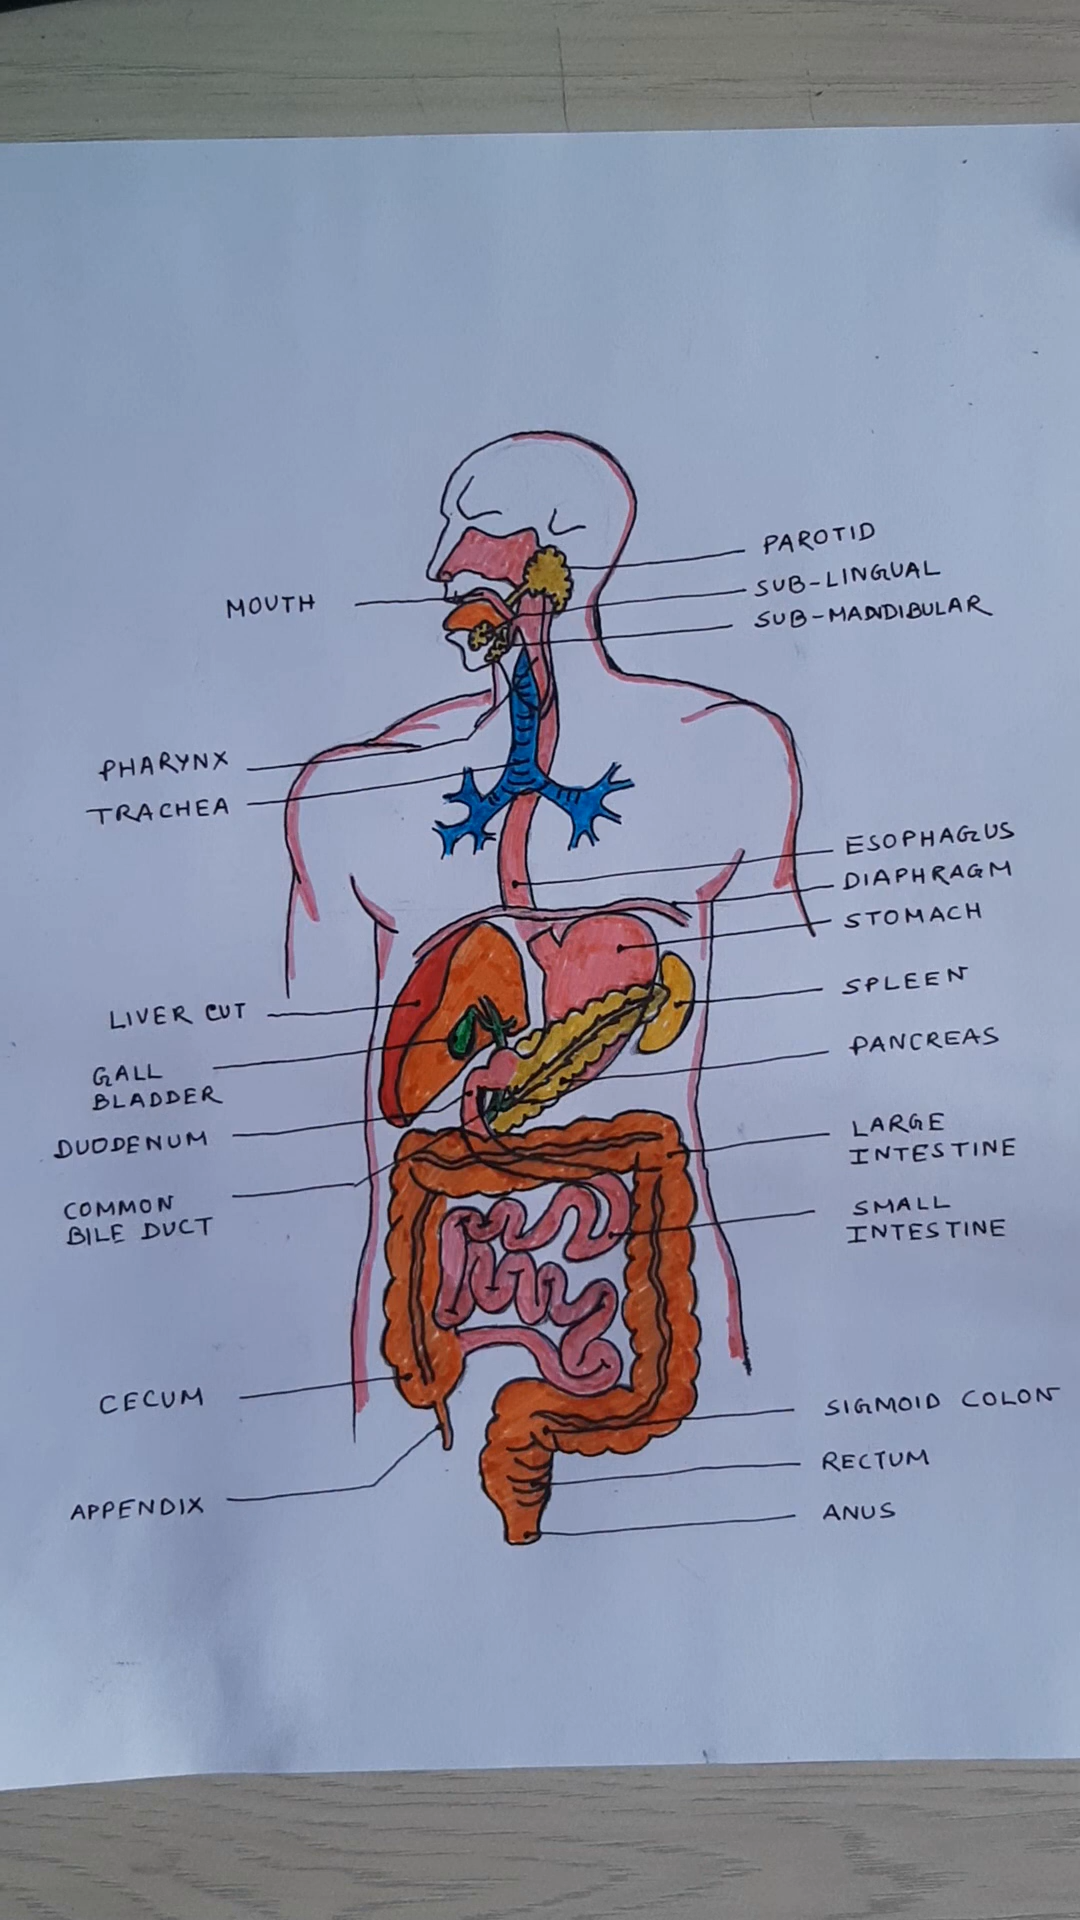 PAROTID
SUB-LINGUAL
MOUTH
SUB-MANDIBULAR
PHARYNX
TRACHEA
ESOPHAGUS
DIAPHRAGM
STOMACH
SPLEEN
LIVER CUT
PANCREAS
GALL
BLADDER
DUODENUM
LARGE
INTESTINE
COMMON
BILE DUCT
SMALL
INTESTINE
CECUM
SIGMOID COLON
RECTUM
APPENDIX
ANUS